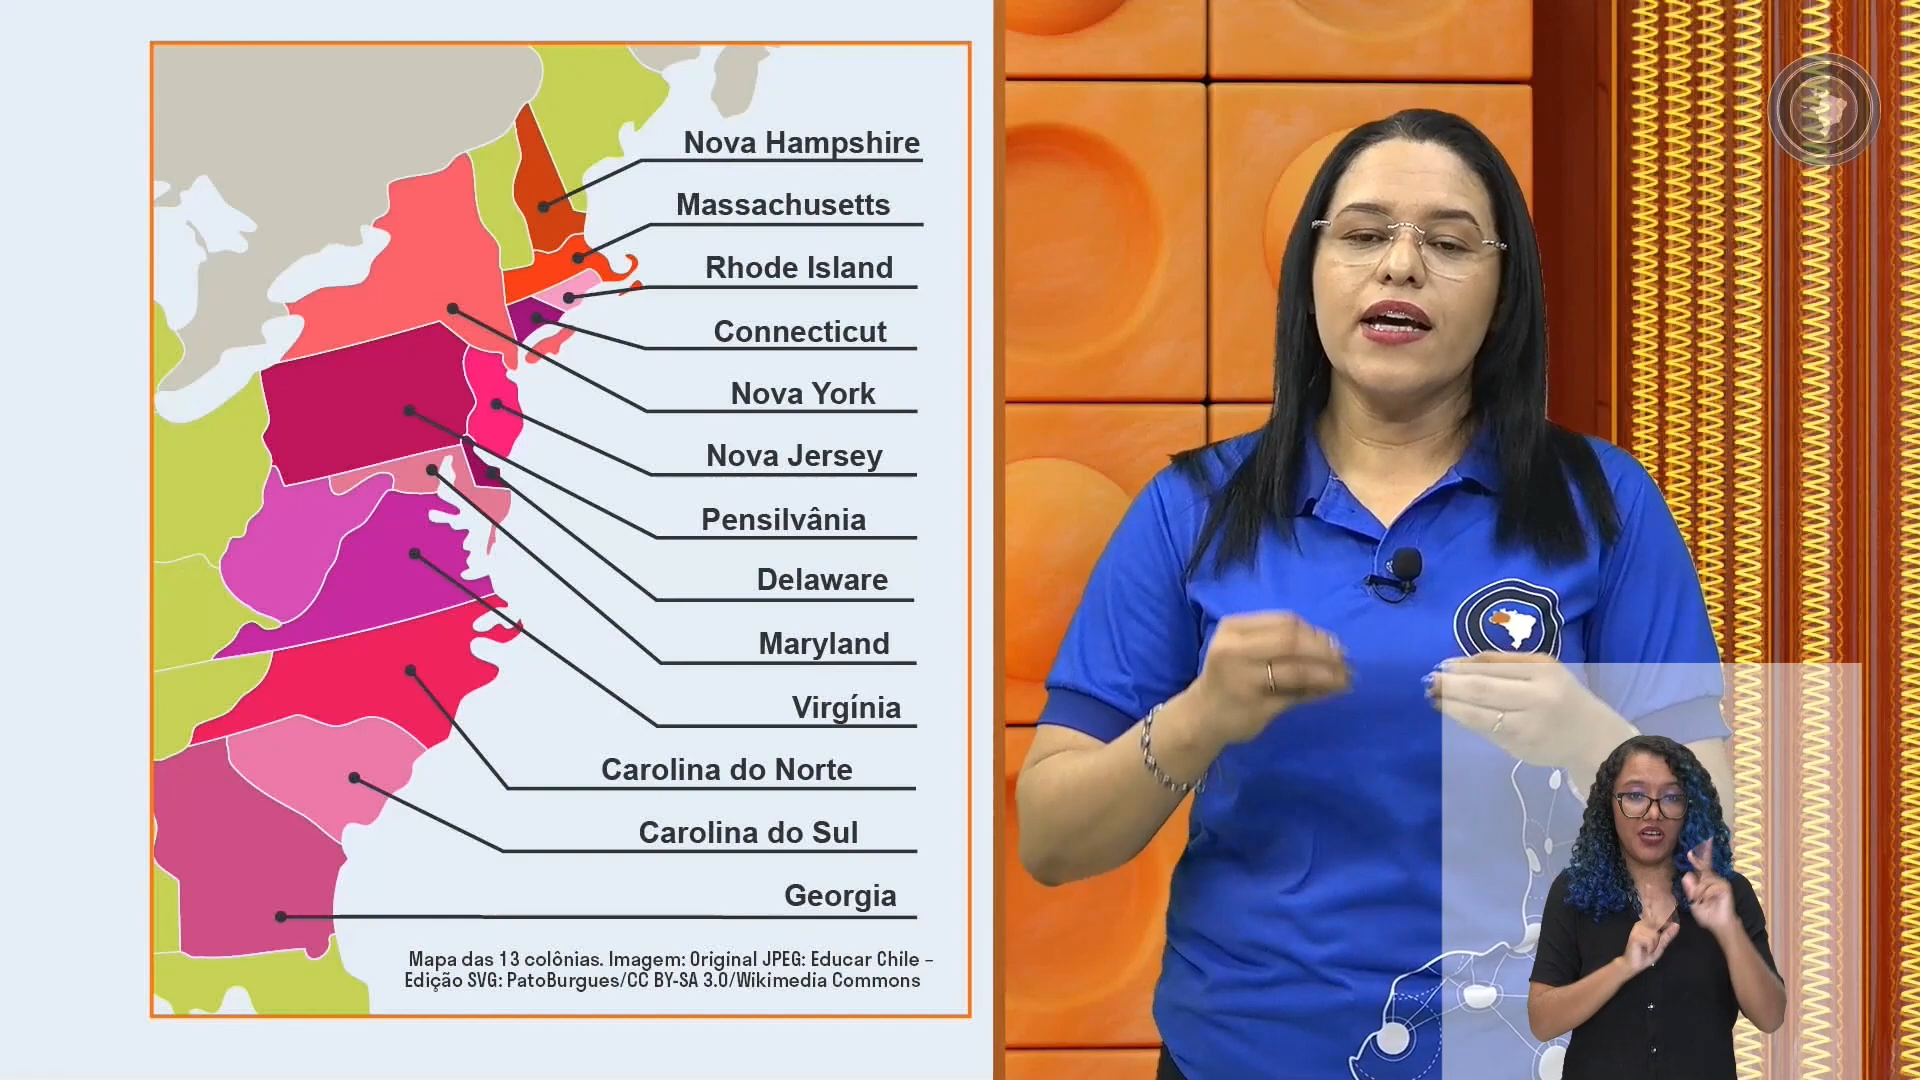 Nova Hampshire
Massachusetts
Rhode Island
Connecticut
Nova York
Nova Jersey
Pensilvânia
Delaware
Maryland
Virgínia
Carolina do Norte
Carolina do Sul
Georgia
Mapa das 13 colônias. Imagem: Original JPEG: Educar Chile –
Edição SVG: PatoBurgues/CC BY-SA 3.0/Wikimedia Commons